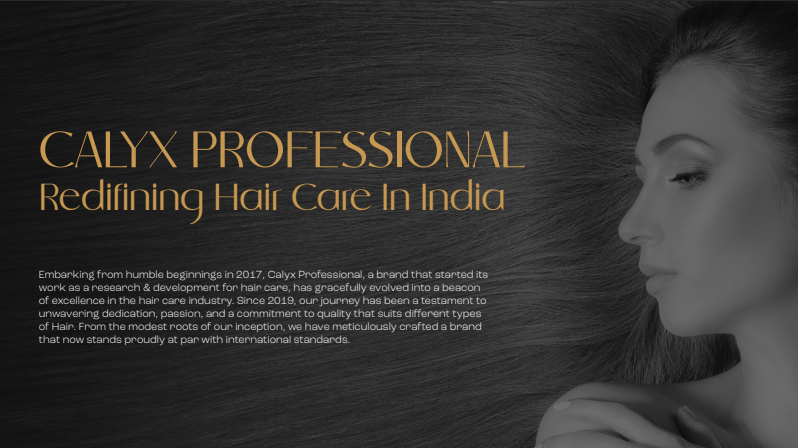 CALYX PROFESSIONAL
Redifining Hair Care In India
Embarking from humble beginnings in 2017, Calyx Professional, a brand that started its
work as a research & development for hair care, has gracefully evolved into a beacon
of excellence in the hair care industry. Since 2019, our journey has been a testament to
unwavering dedication, passion, and a commitment to quality that suits different types
of Hair. From the modest roots of our inception, we have meticulously crafted a brand
that now stands proudly at par with international standards.